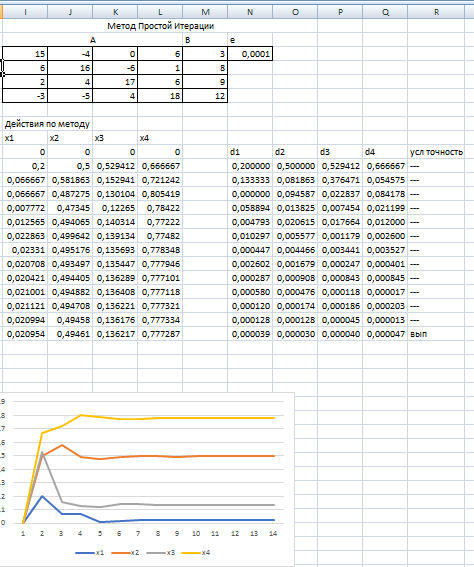 I J K L M N O P Q R
Метод Простой Итерации
A B e
15 -4 0 6 3 0,0001
6 16 -6 1 8
2 4 17 6 9
-3 -5 4 18 12
Действия по методу
x1 x2 x3 x4
0 0 0 0 d1 d2 d3 d4 усл точность
0,2 0,5 0,529412 0,666667 0,200000 0,500000 0,529412 0,666667 ---
0,066667 0,581863 0,152941 0,721242 0,133333 0,081863 0,376471 0,054575 ---
0,066667 0,487275 0,130104 0,805419 0,000000 0,094587 0,022837 0,084178 ---
0,007772 0,47345 0,12265 0,78422 0,058894 0,013825 0,007454 0,021199 ---
0,012565 0,494065 0,140314 0,77222 0,004793 0,020615 0,017664 0,012000 ---
0,022863 0,499642 0,139134 0,77482 0,010297 0,005577 0,001179 0,002600 ---
0,02331 0,495176 0,135693 0,778348 0,000447 0,004466 0,003441 0,003527 ---
0,020708 0,493497 0,135447 0,777946 0,002602 0,001679 0,000247 0,000401 ---
0,020421 0,494405 0,136289 0,777101 0,000287 0,000908 0,000843 0,000845 ---
0,021001 0,494882 0,136408 0,777118 0,000580 0,000476 0,000118 0,000017 ---
0,021121 0,494708 0,136221 0,777321 0,000120 0,000174 0,000186 0,000203 ---
0,020994 0,49458 0,136176 0,777334 0,000128 0,000128 0,000045 0,000013 ---
0,020954 0,49461 0,136217 0,777287 0,000039 0,000030 0,000040 0,000047 вып
.9
.8
.7
.6
.5
.4
.3
.2
.1
0
1 2 3 4 5 6 7 8 9 10 11 12 13 14
x1 x2 x3 x4